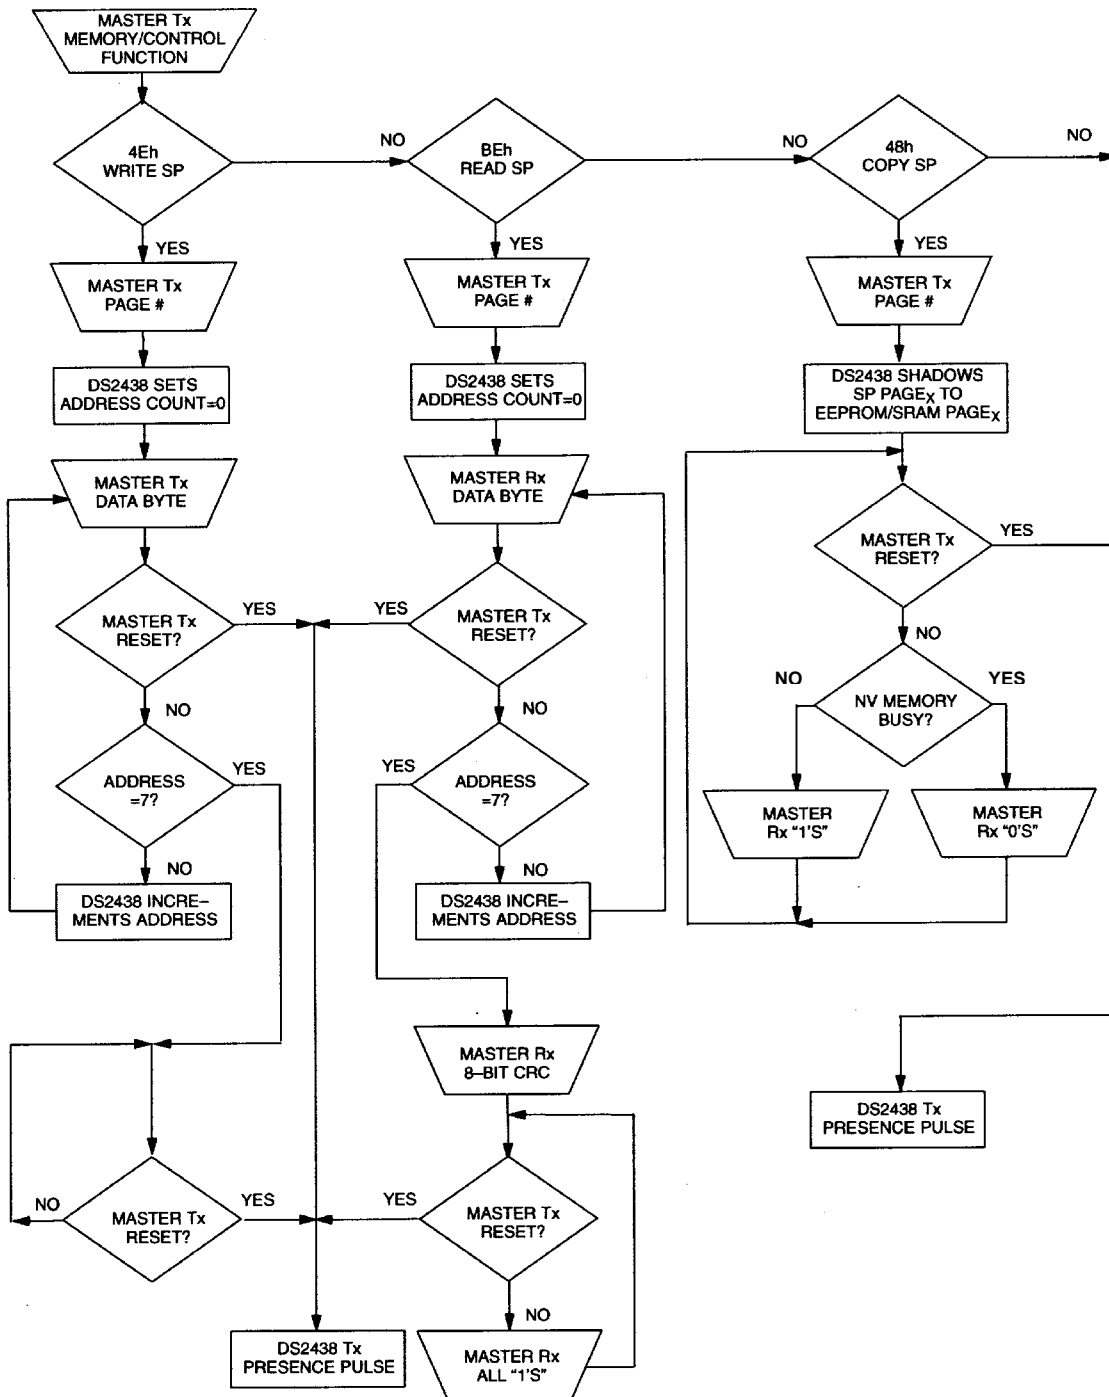 MASTER Tx
MEMORY/CONTROL
FUNCTION
4Eh
WRITE SP
NO
BEh
READ SP
NO
48h
COPY SP
NO
YES
YES
YES
MASTER Tx
PAGE #
MASTER Tx
PAGE #
MASTER Tx
PAGE #
DS2438 SETS
ADDRESS COUNT=0
DS2438 SETS
ADDRESS COUNT=0
DS2438 SHADOWS
SP PAGEX TO
EEPROM/SRAM PAGEX
MASTER Tx
DATA BYTE
MASTER Rx
DATA BYTE
MASTER Tx
RESET?
YES
MASTER Tx
RESET?
YES
YES
MASTER Tx
RESET?
NO
NO
NO
NO
NV MEMORY
BUSY?
YES
ADDRESS
=7?
YES
YES
ADDRESS
=7?
MASTER
Rx "1'S"
MASTER
Rx "0'S"
NO
NO
DS2438 INCRE–
MENTS ADDRESS
DS2438 INCRE–
MENTS ADDRESS
MASTER Rx
8–BIT CRC
DS2438 Tx
PRESENCE PULSE
NO
MASTER Tx
RESET?
YES
YES
MASTER Tx
RESET?
NO
DS2438 Tx
PRESENCE PULSE
MASTER Rx
ALL "1'S"